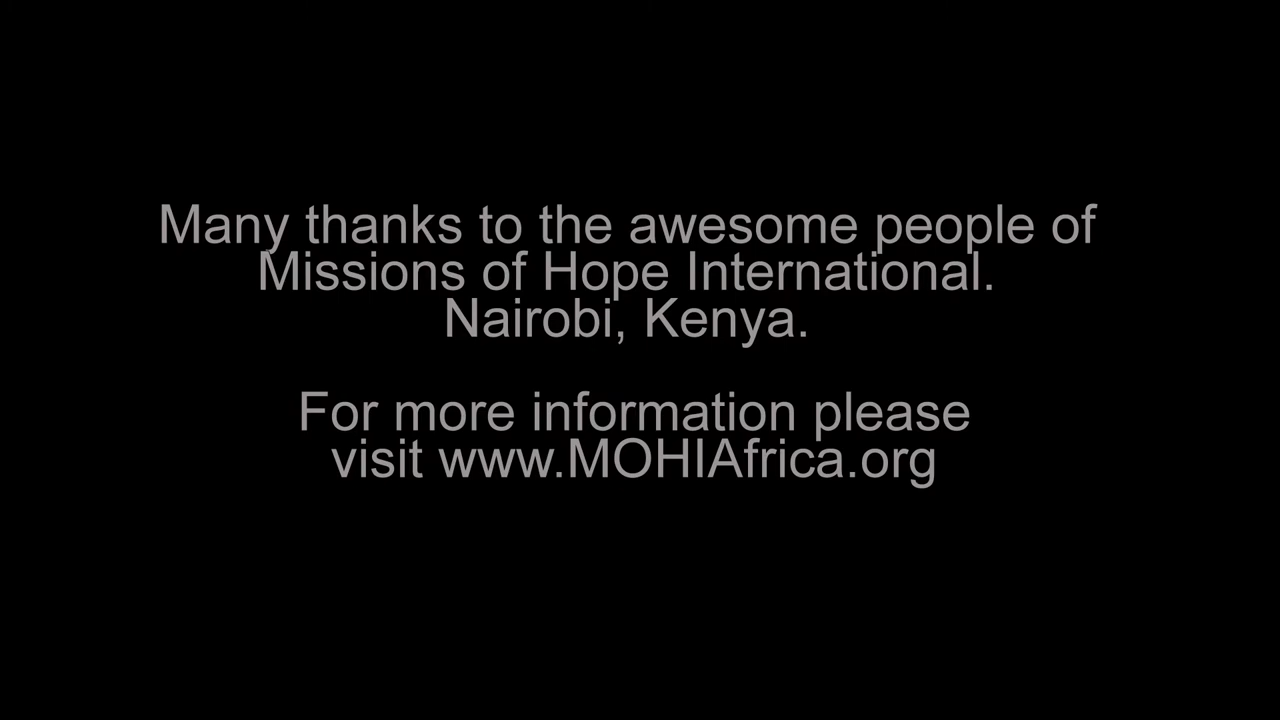 Many thanks to the awesome people of
Missions of Hope International.
Nairobi, Kenya.
For more information please
visit www.MOHIAfrica.org